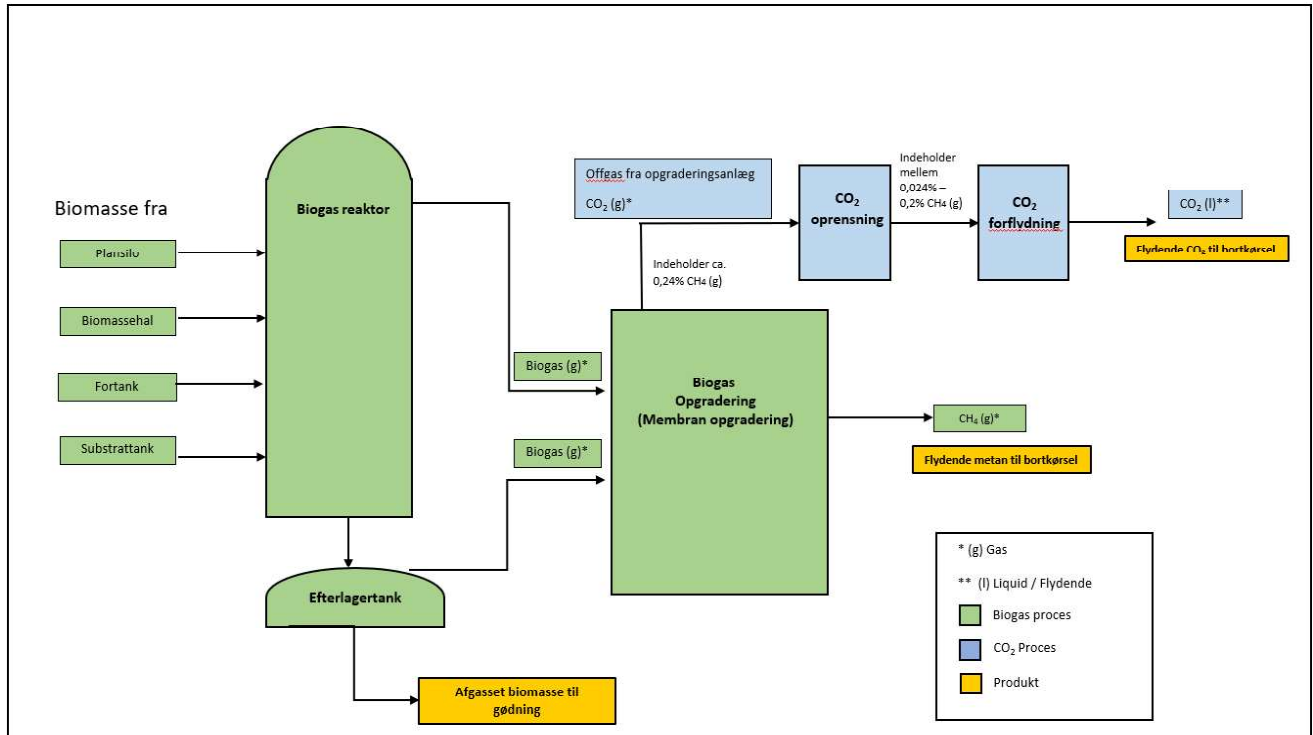 Biomasse fra
Plansilo
Biomassehal
Fortank
Substrattank
Biogas reaktor
Efterlagertank
Afgasset biomasse til
gødning
Biogas (g)*
Biogas (g)*
Biogas
Opgradering
(Membran opgradering)
Offgas fra opgraderingsanlæg
CO₂ (g)*
Indeholder ca.
0,24% CH₄ (g)
CO₂
oprensning
Indeholder
mellem
0,024% –
0,2% CH₄ (g)
CO₂
forflydning
CO₂ (l)**
Flydende CO₂ til bortkørsel
CH₄ (g)*
Flydende metan til bortkørsel
* (g) Gas
** (l) Liquid / Flydende
Biogas proces
CO₂ Proces
Produkt